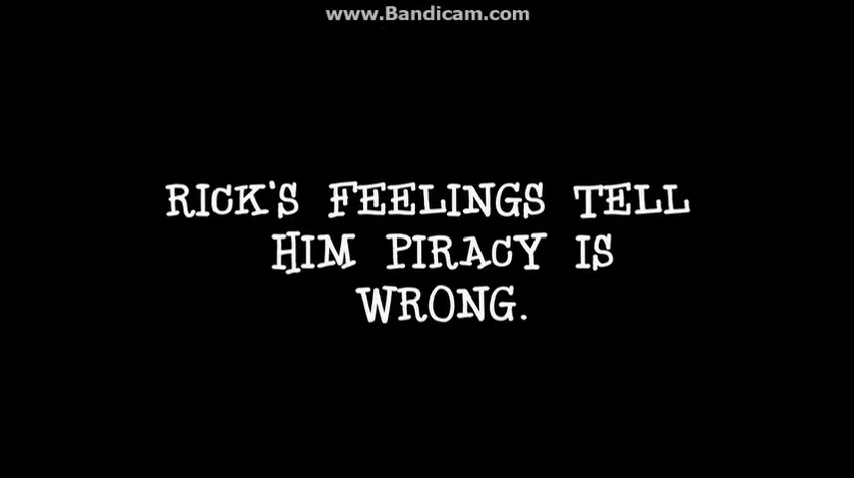 www.Bandicam.com
RICK'S FEELINGS TELL
HIM PIRACY IS
WRONG.